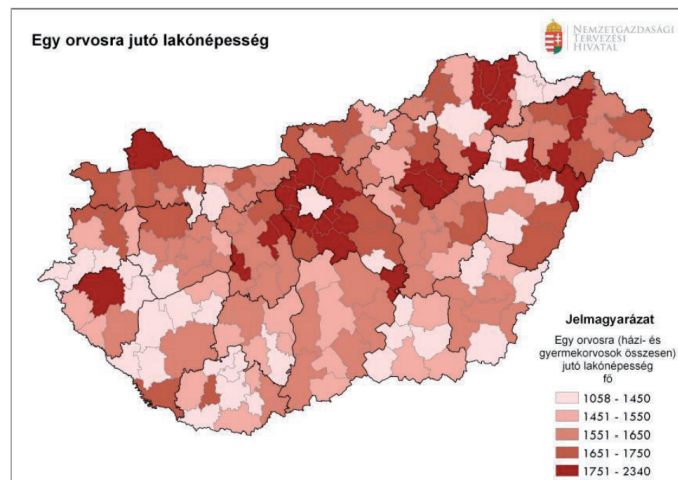 Egy orvosra jutó lakónépesség
NEMZETGAZDASÁGI
TERVEZÉSI
HIVATAL
Jelmagyarázat
Egy orvosra (házi- és
gyermekorvosok összesen)
jutó lakónépesség
fő
1058 - 1450
1451 - 1550
1551 - 1650
1651 - 1750
1751 - 2340